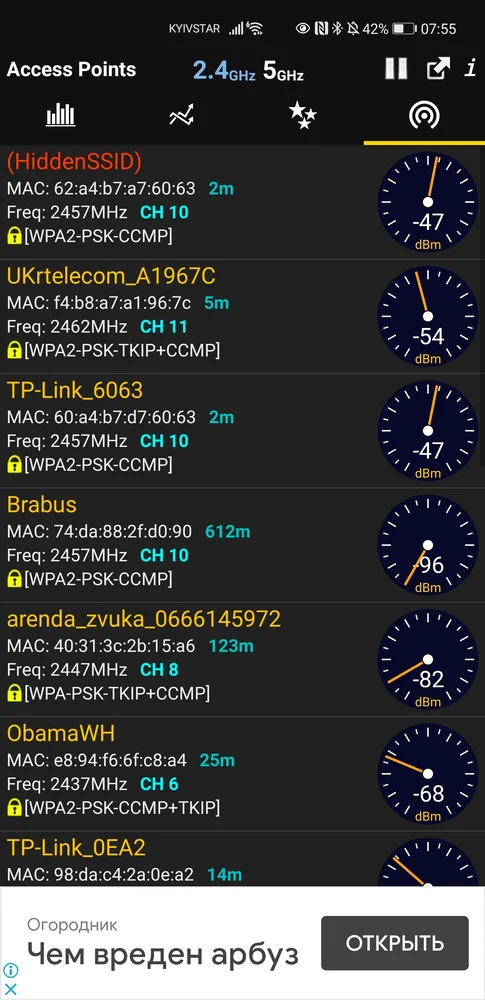 KYIVSTAR 42% 07:55
Access Points 2.4GHz 5GHz i
(HiddenSSID)
MAC: 62:a4:b7:a7:60:63 2m
Freq: 2457MHz CH 10
[WPA2-PSK-CCMP]
-47
dBm
UKrtelecom_A1967C
MAC: f4:b8:a7:a1:96:7c 5m
Freq: 2462MHz CH 11
[WPA2-PSK-TKIP+CCMP]
-54
dBm
TP-Link_6063
MAC: 60:a4:b7:d7:60:63 2m
Freq: 2457MHz CH 10
[WPA2-PSK-CCMP]
-47
dBm
Brabus
MAC: 74:da:88:2f:d0:90 612m
Freq: 2457MHz CH 10
[WPA2-PSK-CCMP]
-96
dBm
arenda_zvuka_0666145972
MAC: 40:31:3c:2b:15:a6 123m
Freq: 2447MHz CH 8
[WPA-PSK-TKIP+CCMP]
-82
dBm
ObamaWH
MAC: e8:94:f6:6f:c8:a4 25m
Freq: 2437MHz CH 6
[WPA2-PSK-CCMP+TKIP]
-68
dBm
TP-Link_0EA2
MAC: 98:da:c4:2a:0e:a2 14m
Огородник
Чем вреден арбуз
ОТКРЫТЬ